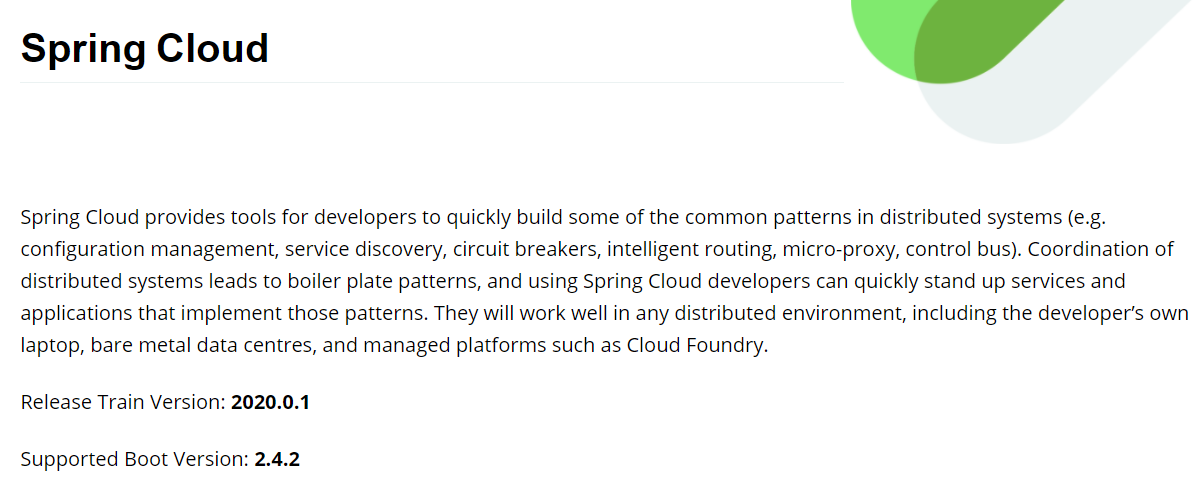 Spring Cloud
Spring Cloud provides tools for developers to quickly build some of the common patterns in distributed systems (e.g.
configuration management, service discovery, circuit breakers, intelligent routing, micro-proxy, control bus). Coordination of
distributed systems leads to boiler plate patterns, and using Spring Cloud developers can quickly stand up services and
applications that implement those patterns. They will work well in any distributed environment, including the developer’s own
laptop, bare metal data centres, and managed platforms such as Cloud Foundry.
Release Train Version: 2020.0.1
Supported Boot Version: 2.4.2